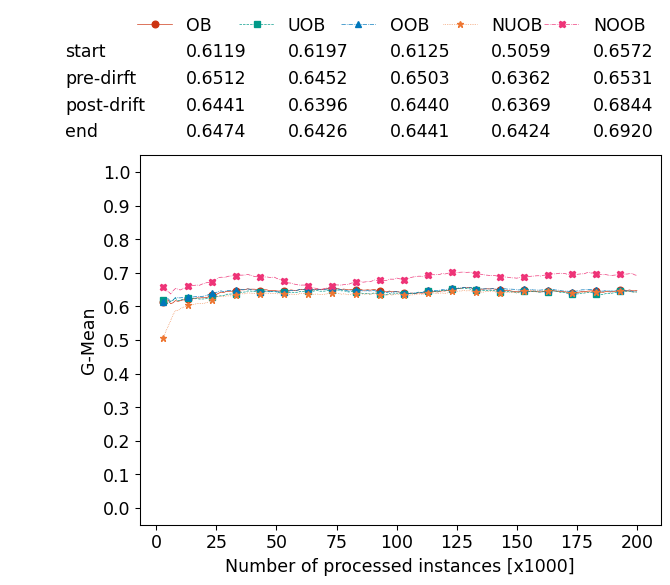 OB UOB OOB NUOB NOOB
start 0.6119 0.6197 0.6125 0.5059 0.6572
pre-dirft 0.6512 0.6452 0.6503 0.6362 0.6531
post-drift 0.6441 0.6396 0.6440 0.6369 0.6844
end 0.6474 0.6426 0.6441 0.6424 0.6920
1.0
0.9
0.8
0.7
0.6
0.5
0.4
0.3
0.2
0.1
0.0
G-Mean
0 25 50 75 100 125 150 175 200
Number of processed instances [x1000]